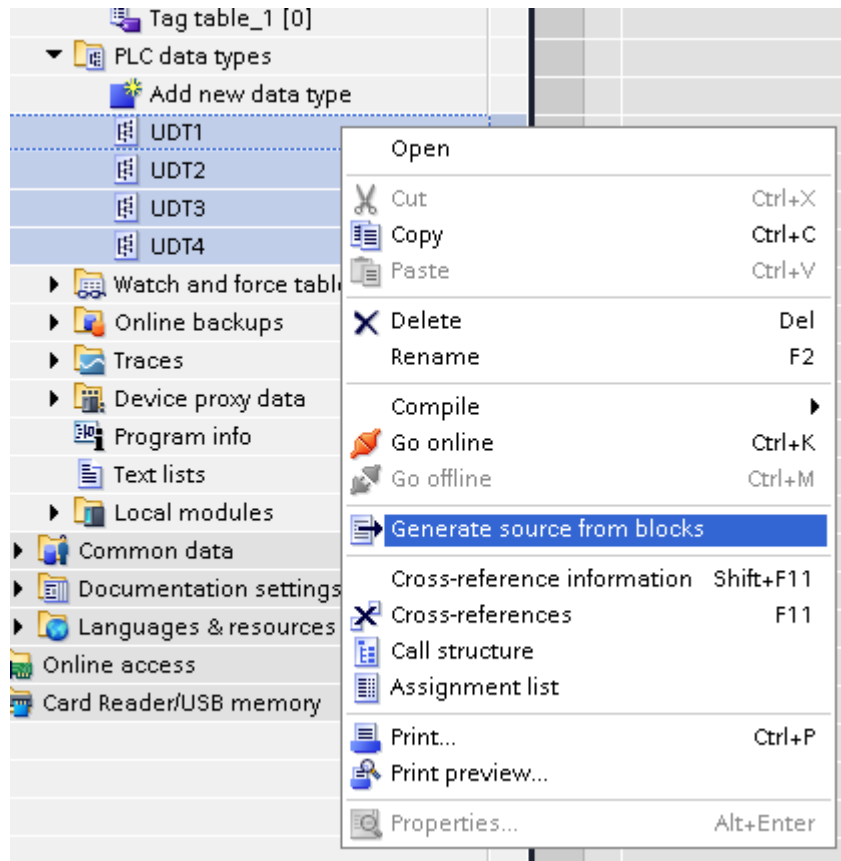 Tag table_1 [0]
PLC data types
Add new data type
UDT1
UDT2
UDT3
UDT4
Watch and force tabl
Online backups
Traces
Device proxy data
Program info
Text lists
Local modules
Common data
Documentation settings
Languages & resources
Online access
Card Reader/USB memory
Open
Cut Ctrl+X
Copy Ctrl+C
Paste Ctrl+V
Delete Del
Rename F2
Compile
Go online Ctrl+K
Go offline Ctrl+M
Generate source from blocks
Cross-reference information Shift+F11
Cross-references F11
Call structure
Assignment list
Print... Ctrl+P
Print preview...
Properties... Alt+Enter